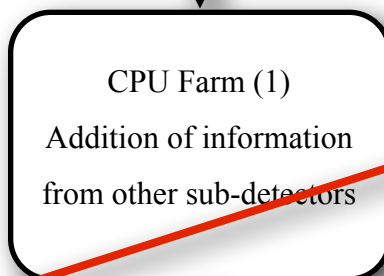 CPU Farm (1)
Addition of information
from other sub-detectors